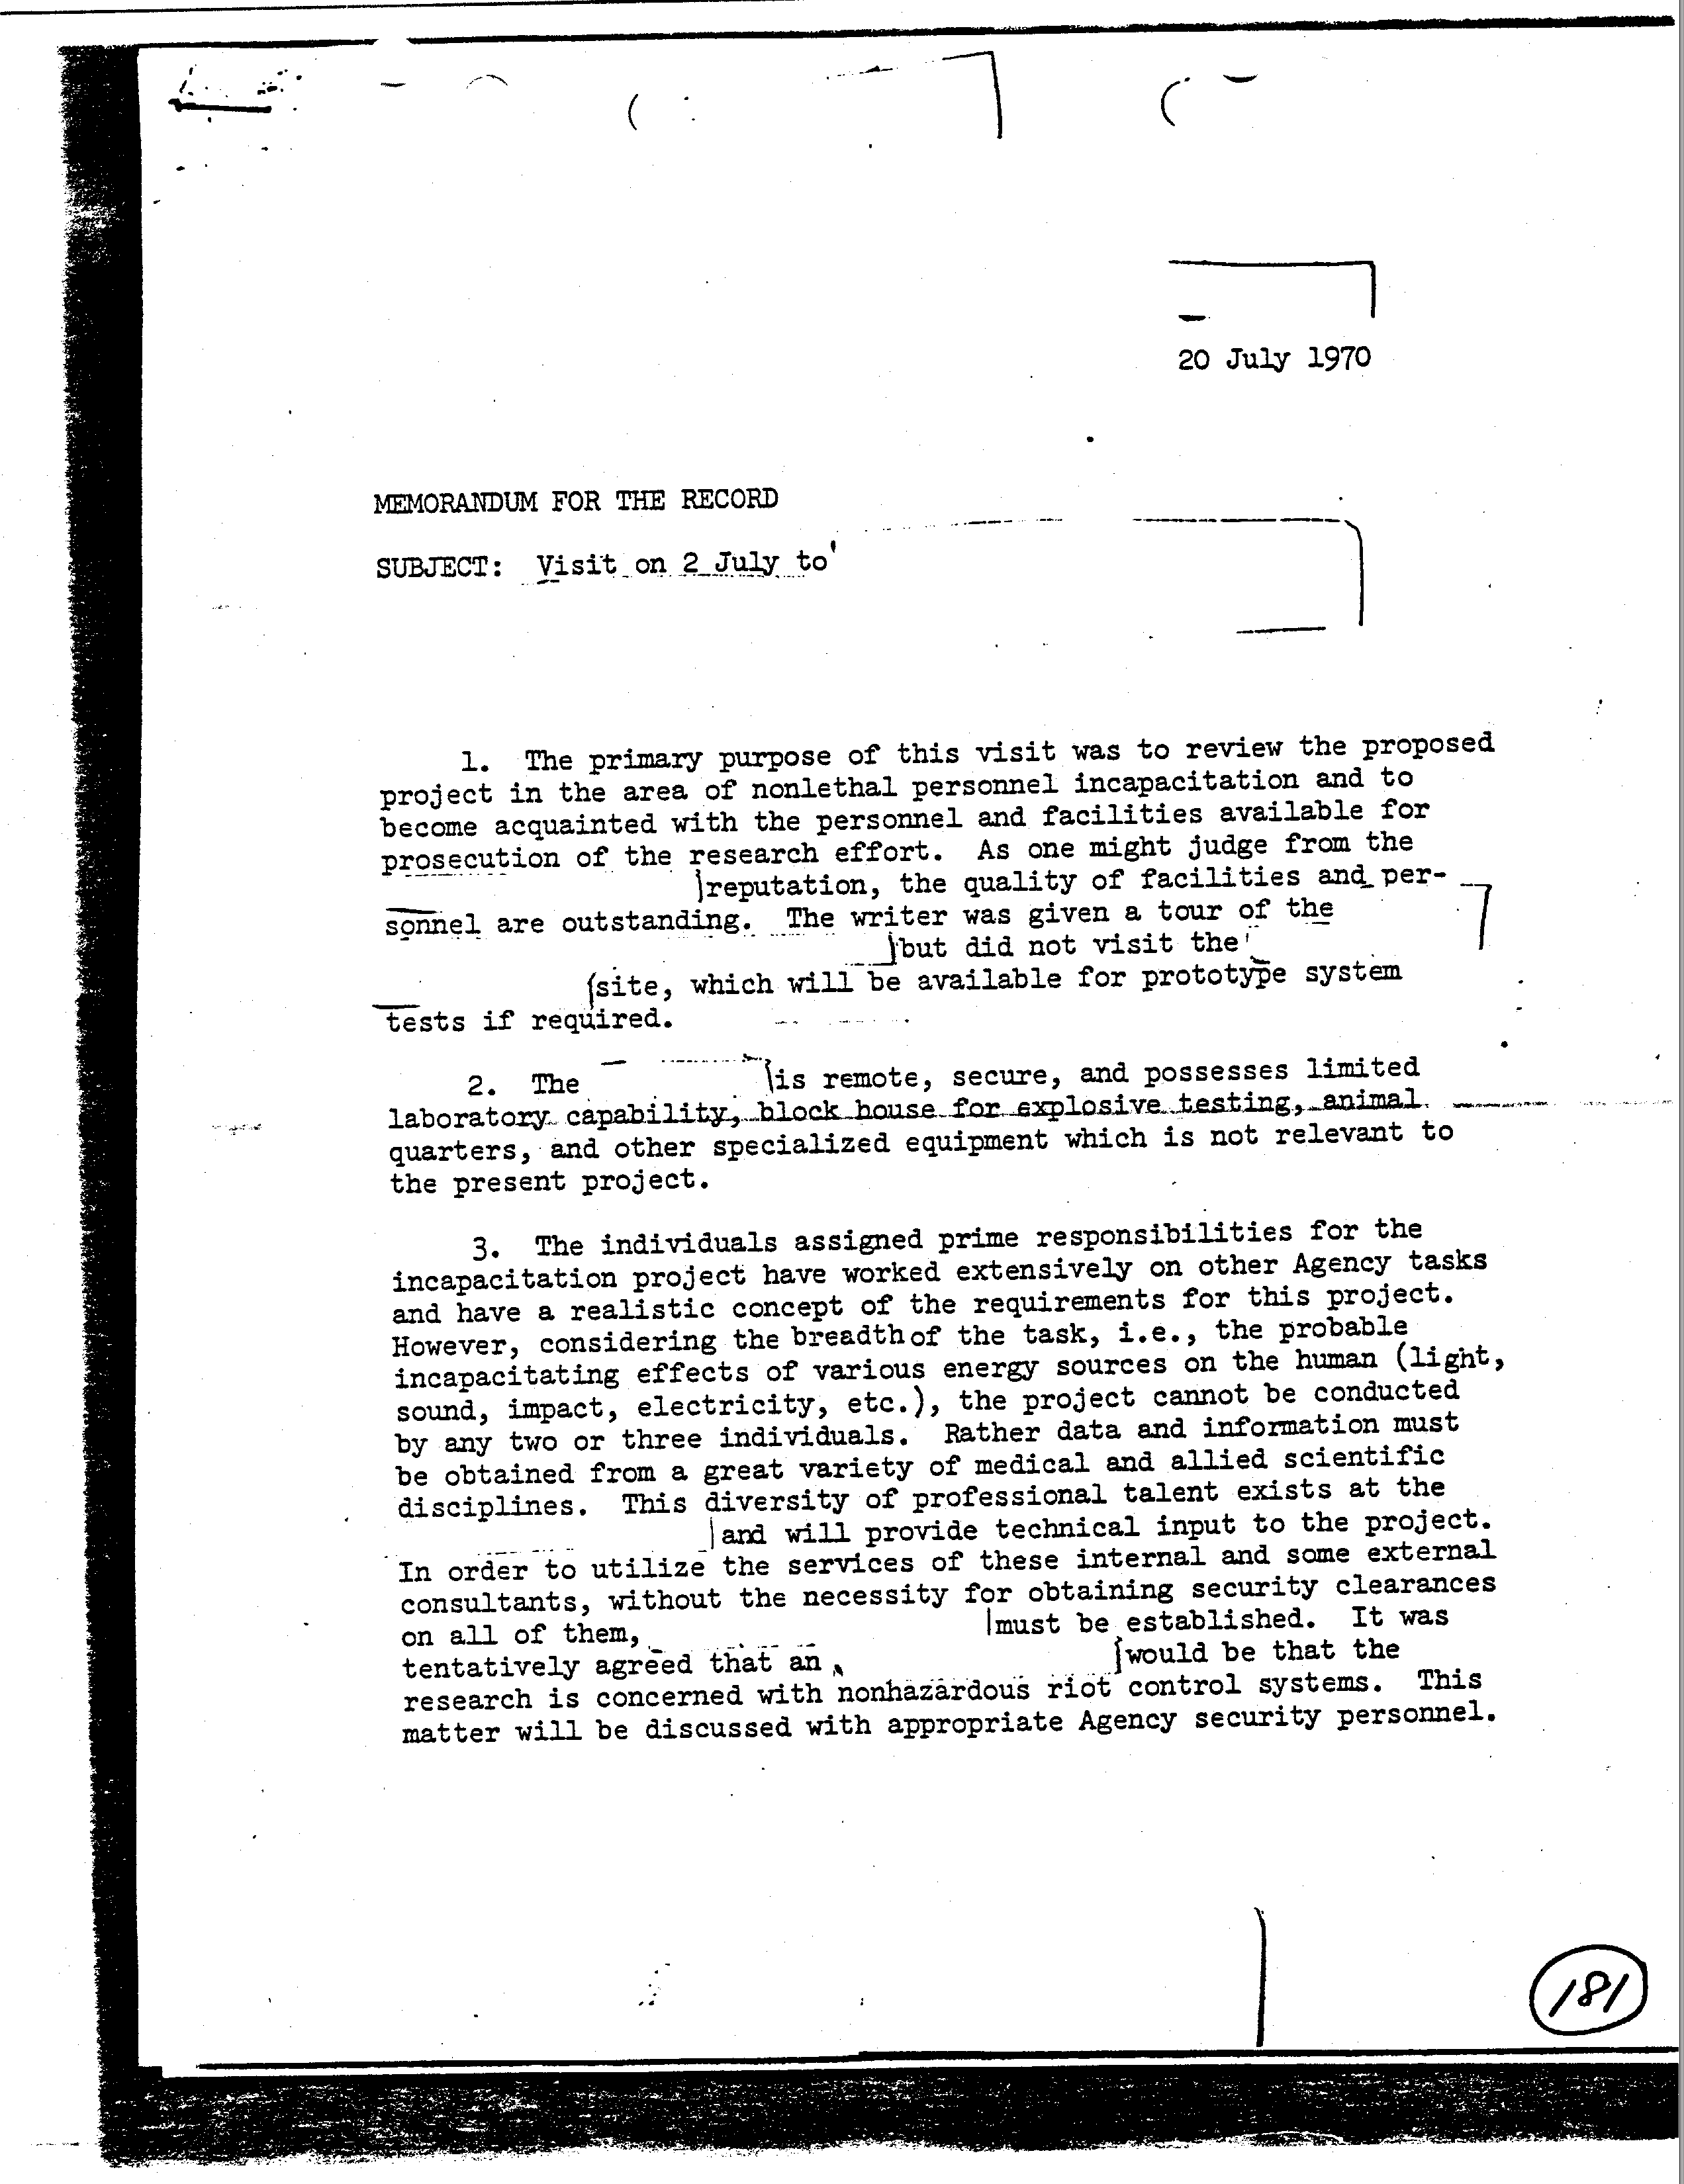 20 July 1970
MEMORANDUM FOR THE RECORD
SUBJECT: Visit on 2 July to
1. The primary purpose of this visit was to review the proposed
project in the area of nonlethal personnel incapacitation and to
become acquainted with the personnel and facilities available for
prosecution of the research effort. As one might judge from the
reputation, the quality of facilities and per-
sonnel are outstanding. The writer was given a tour of the
but did not visit the
site, which will be available for prototype system
tests if required.
2. The is remote, secure, and possesses limited
laboratory capability, block house for explosive testing, animal
quarters, and other specialized equipment which is not relevant to
the present project.
3. The individuals assigned prime responsibilities for the
incapacitation project have worked extensively on other Agency tasks
and have a realistic concept of the requirements for this project.
However, considering the breadth of the task, i.e., the probable
incapacitating effects of various energy sources on the human (light,
sound, impact, electricity, etc.), the project cannot be conducted
by any two or three individuals. Rather data and information must
be obtained from a great variety of medical and allied scientific
disciplines. This diversity of professional talent exists at the
and will provide technical input to the project.
In order to utilize the services of these internal and some external
consultants, without the necessity for obtaining security clearances
on all of them, must be established. It was
tentatively agreed that an would be that the
research is concerned with nonhazardous riot control systems. This
matter will be discussed with appropriate Agency security personnel.
181